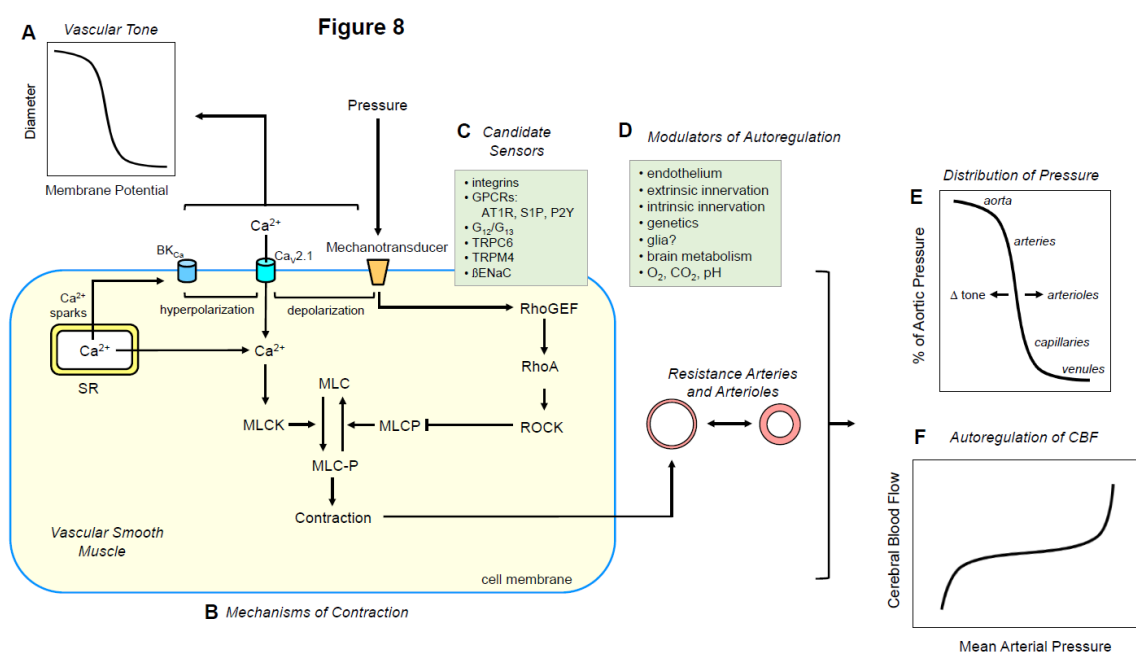 Figure 8
A
Vascular Tone
Diameter
Membrane Potential
Pressure
C
Candidate
Sensors
• integrins
• GPCRs:
AT1R, S1P, P2Y
• G12/G13
• TRPC6
• TRPM4
• ßENaC
D
Modulators of Autoregulation
• endothelium
• extrinsic innervation
• intrinsic innervation
• genetics
• glia?
• brain metabolism
• O2, CO2, pH
Ca2+
BKCa
CaV2.1
Mechanotransducer
hyperpolarization
depolarization
Ca2+
sparks
Ca2+
SR
Ca2+
RhoGEF
RhoA
ROCK
MLC
MLCK
MLCP
MLC-P
Contraction
Vascular Smooth
Muscle
cell membrane
B
Mechanisms of Contraction
Resistance Arteries
and Arterioles
Distribution of Pressure
E
% of Aortic Pressure
aorta
arteries
Δ tone
arterioles
capillaries
venules
F
Autoregulation of CBF
Cerebral Blood Flow
Mean Arterial Pressure